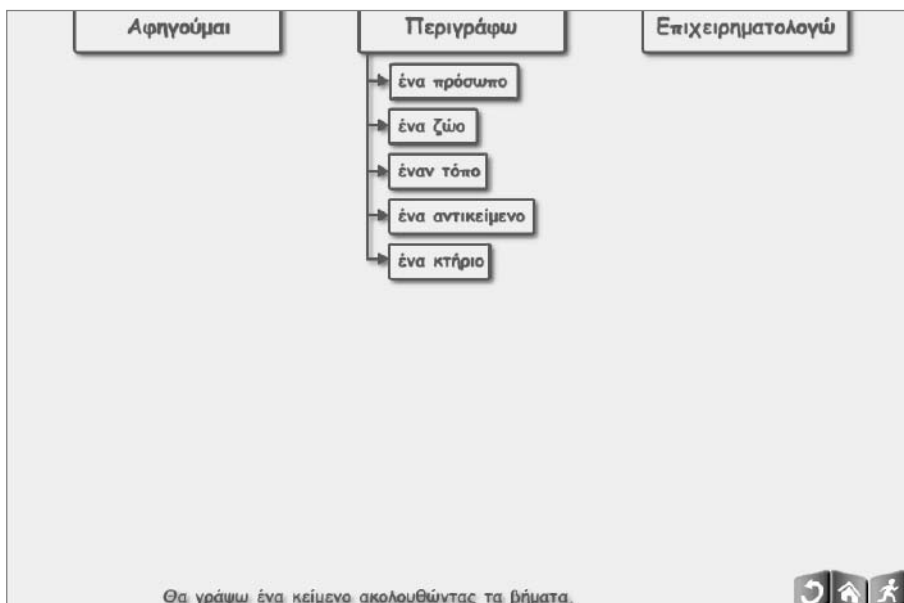 Αφηγούμαι Περιγράφω Επιχειρηματολογώ
ένα πρόσωπο
ένα ζώο
έναν τόπο
ένα αντικείμενο
ένα κτήριο
Θα γράψω ένα κείμενο ακολουθώντας τα βήματα.